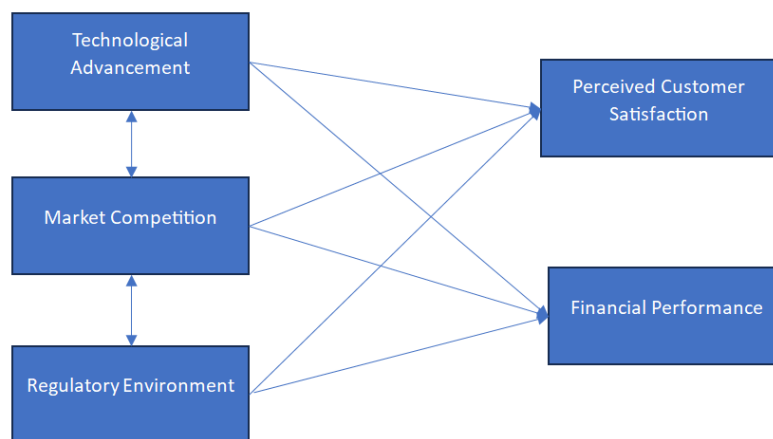 Technological
Advancement
Perceived Customer
Satisfaction
Market Competition
Financial Performance
Regulatory Environment